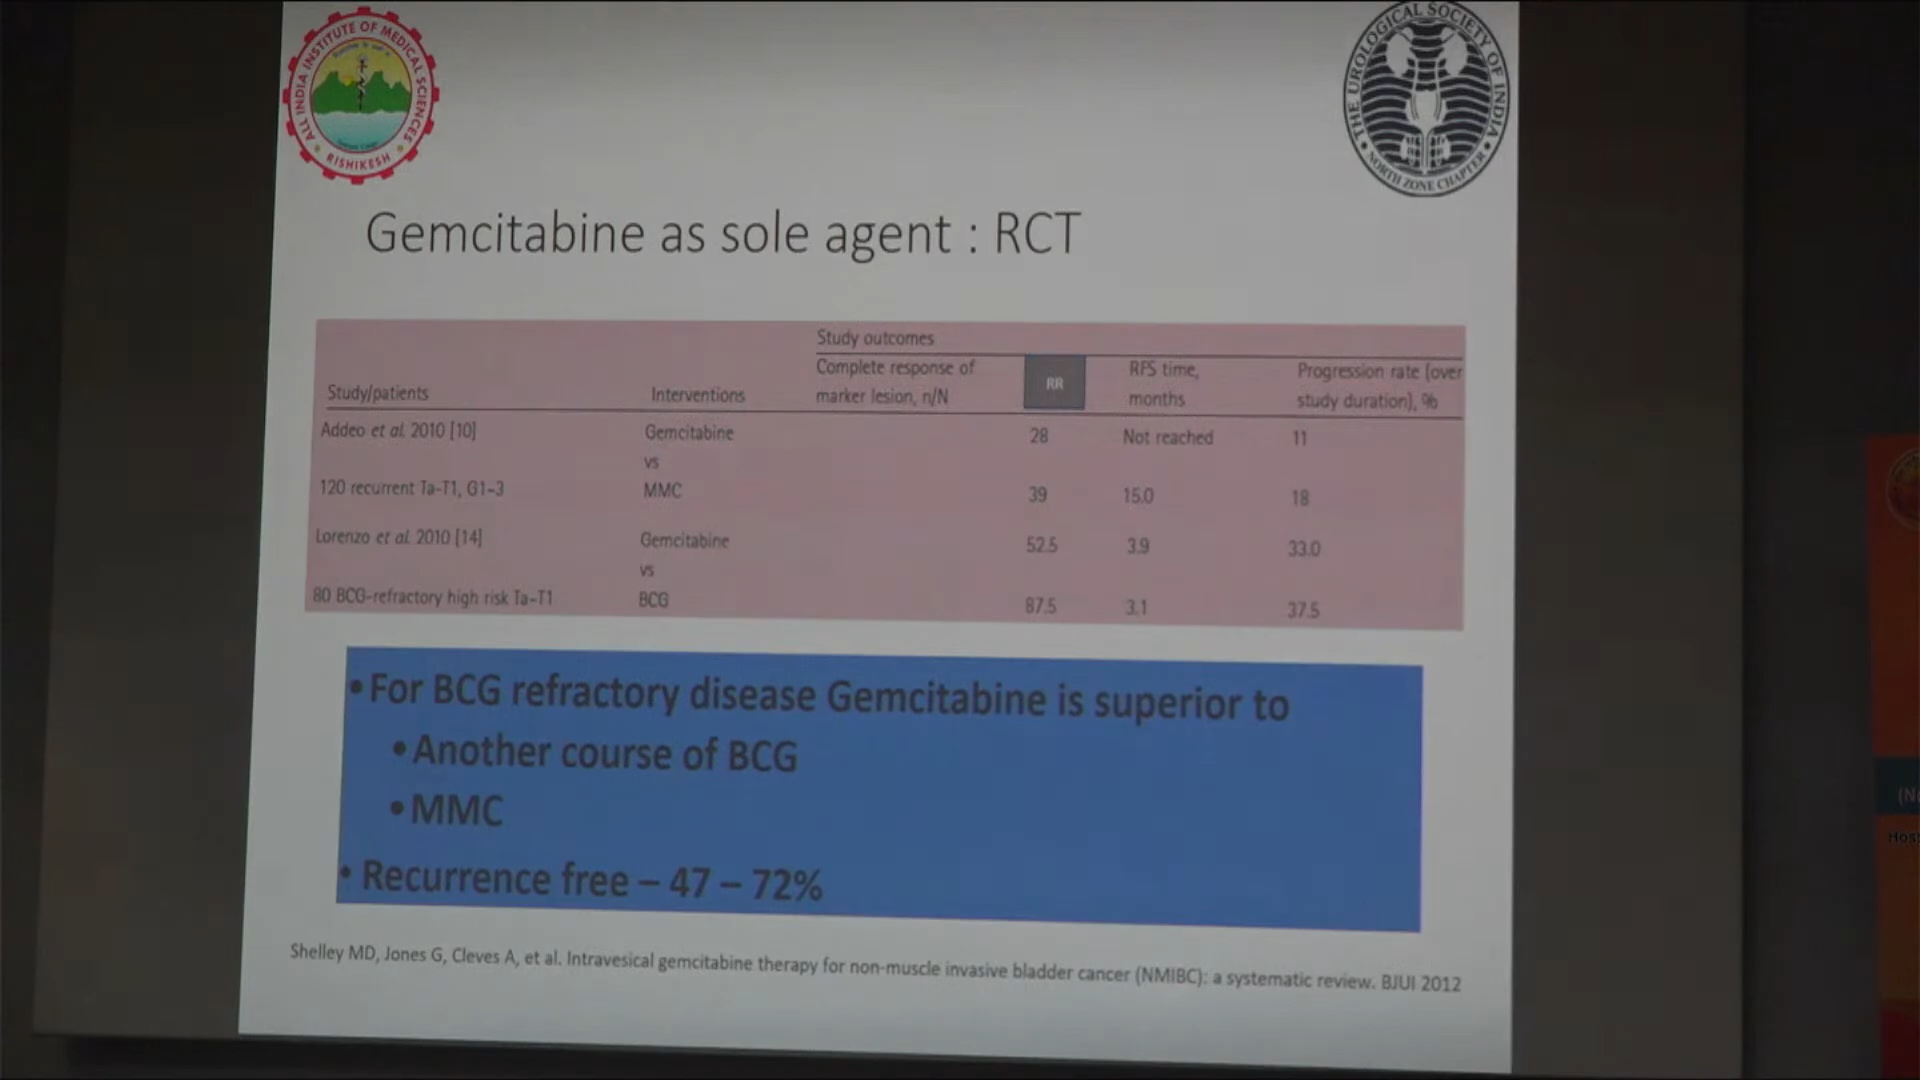 ALL INDIA INSTITUTE OF MEDICAL SCIENCES
RISHIKESH
THE UROLOGICAL SOCIETY OF INDIA
NORTH ZONE CHAPTER
Gemcitabine as sole agent : RCT
Study outcomes
Study/patients Interventions Complete response of marker lesion, n/N RR RFS time, months Progression rate (over study duration), %
Addeo et al. 2010 [10] Gemcitabine 28 Not reached 11
vs
120 recurrent Ta-T1, G1-3 MMC 39 15.0 18
Lorenzo et al. 2010 [14] Gemcitabine 52.5 3.9 33.0
vs
80 BCG-refractory high risk Ta-T1 BCG 87.5 3.1 37.5
• For BCG refractory disease Gemcitabine is superior to
• Another course of BCG
• MMC
• Recurrence free – 47 – 72%
Shelley MD, Jones G, Cleves A, et al. Intravesical gemcitabine therapy for non-muscle invasive bladder cancer (NMIBC): a systematic review. BJUI 2012